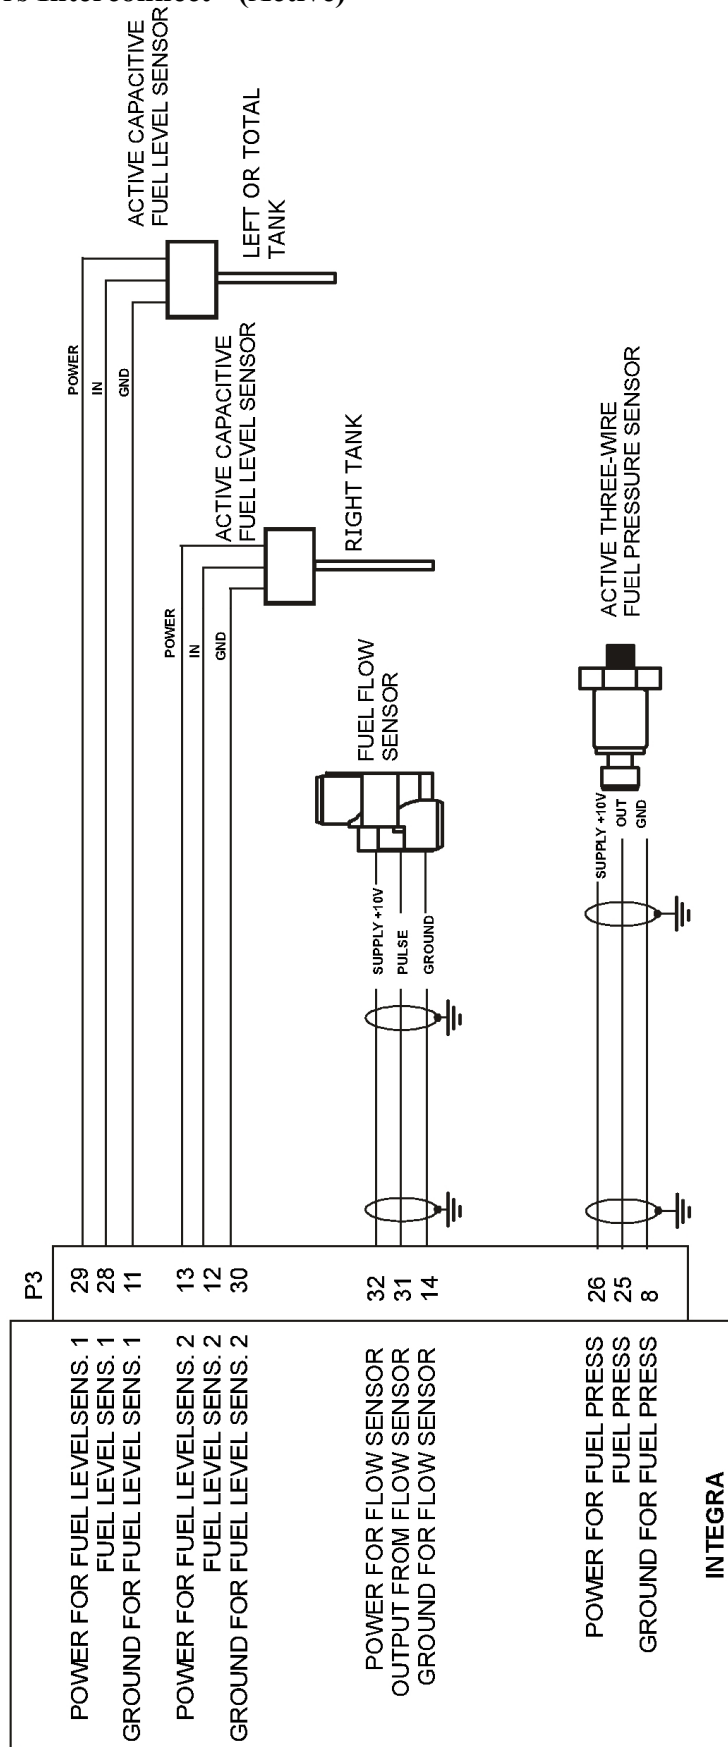 rs Interconnect (Active)
ACTIVE CAPACITIVE
FUEL LEVEL SENSOR
LEFT OR TOTAL
TANK
POWER
IN
GND
ACTIVE CAPACITIVE
FUEL LEVEL SENSOR
RIGHT TANK
POWER
IN
GND
FUEL FLOW
SENSOR
SUPPLY +10V
PULSE
GROUND
ACTIVE THREE-WIRE
FUEL PRESSURE SENSOR
SUPPLY +10V
OUT
GND
P3
29
28
11
13
12
30
32
31
14
26
25
8
POWER FOR FUEL LEVELSENS. 1
FUEL LEVEL SENS. 1
GROUND FOR FUEL LEVEL SENS. 1
POWER FOR FUEL LEVELSENS. 2
FUEL LEVEL SENS. 2
GROUND FOR FUEL LEVEL SENS. 2
POWER FOR FLOW SENSOR
OUTPUT FROM FLOW SENSOR
GROUND FOR FLOW SENSOR
POWER FOR FUEL PRESS
FUEL PRESS
GROUND FOR FUEL PRESS
INTEGRA